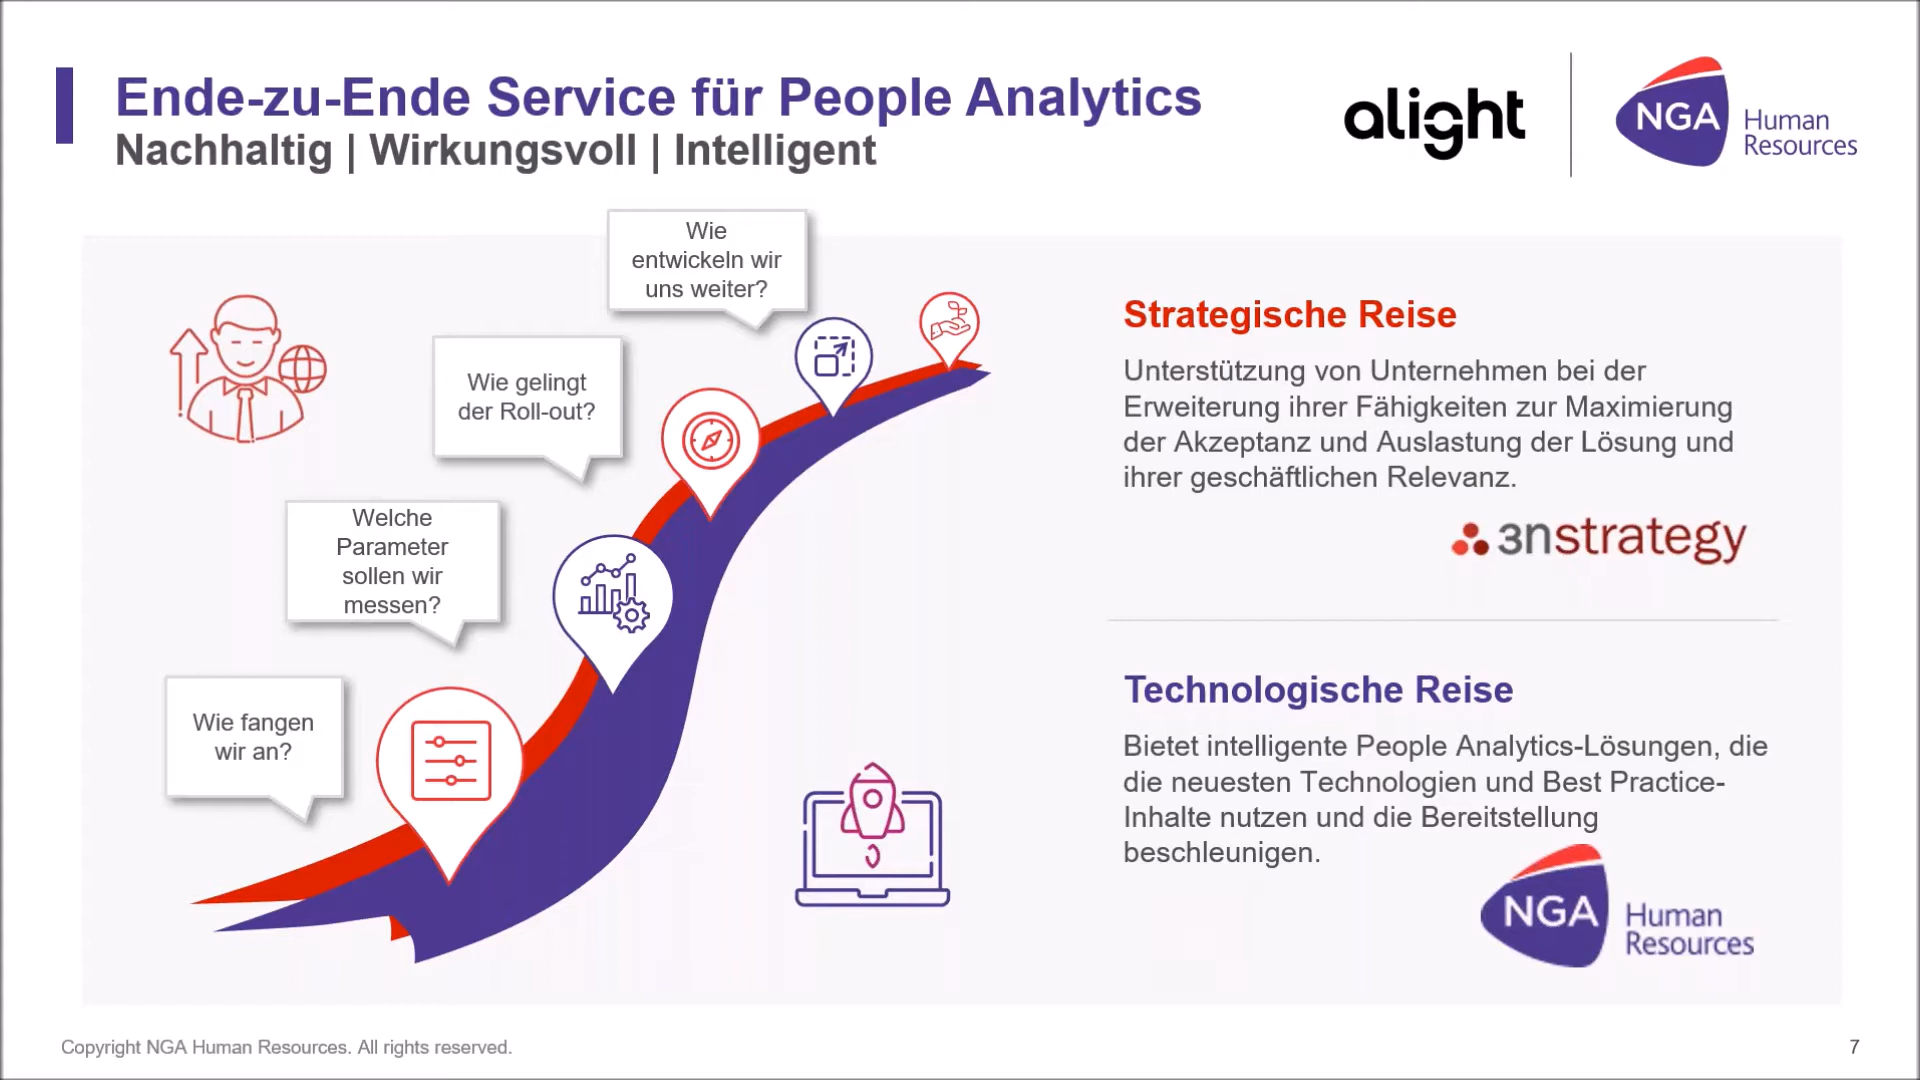 Ende-zu-Ende Service für People Analytics
Nachhaltig | Wirkungsvoll | Intelligent
alight
NGA Human
Resources
Wie
entwickeln wir
uns weiter?
Wie gelingt
der Roll-out?
Welche
Parameter
sollen wir
messen?
Wie fangen
wir an?
Strategische Reise
Unterstützung von Unternehmen bei der
Erweiterung ihrer Fähigkeiten zur Maximierung
der Akzeptanz und Auslastung der Lösung und
ihrer geschäftlichen Relevanz.
3nstrategy
Technologische Reise
Bietet intelligente People Analytics-Lösungen, die
die neuesten Technologien und Best Practice-
Inhalte nutzen und die Bereitstellung
beschleunigen.
NGA Human
Resources
Copyright NGA Human Resources. All rights reserved.
7